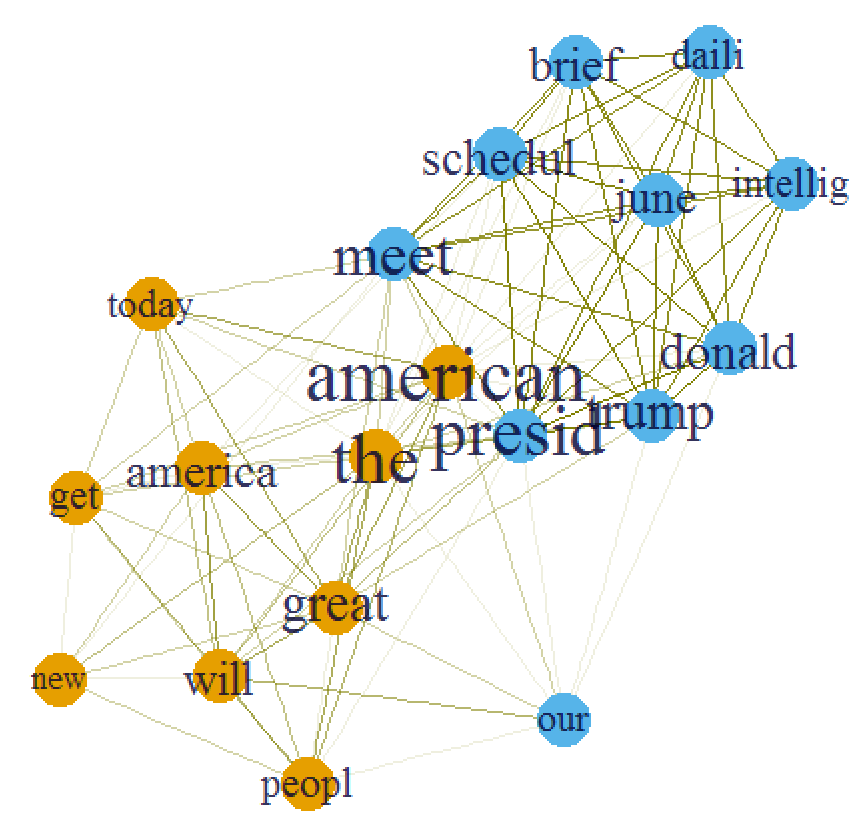 brief
daili
schedul
intellig
june
meet
today
donald
american
trump
presid
the
america
get
great
will
new
our
peopl